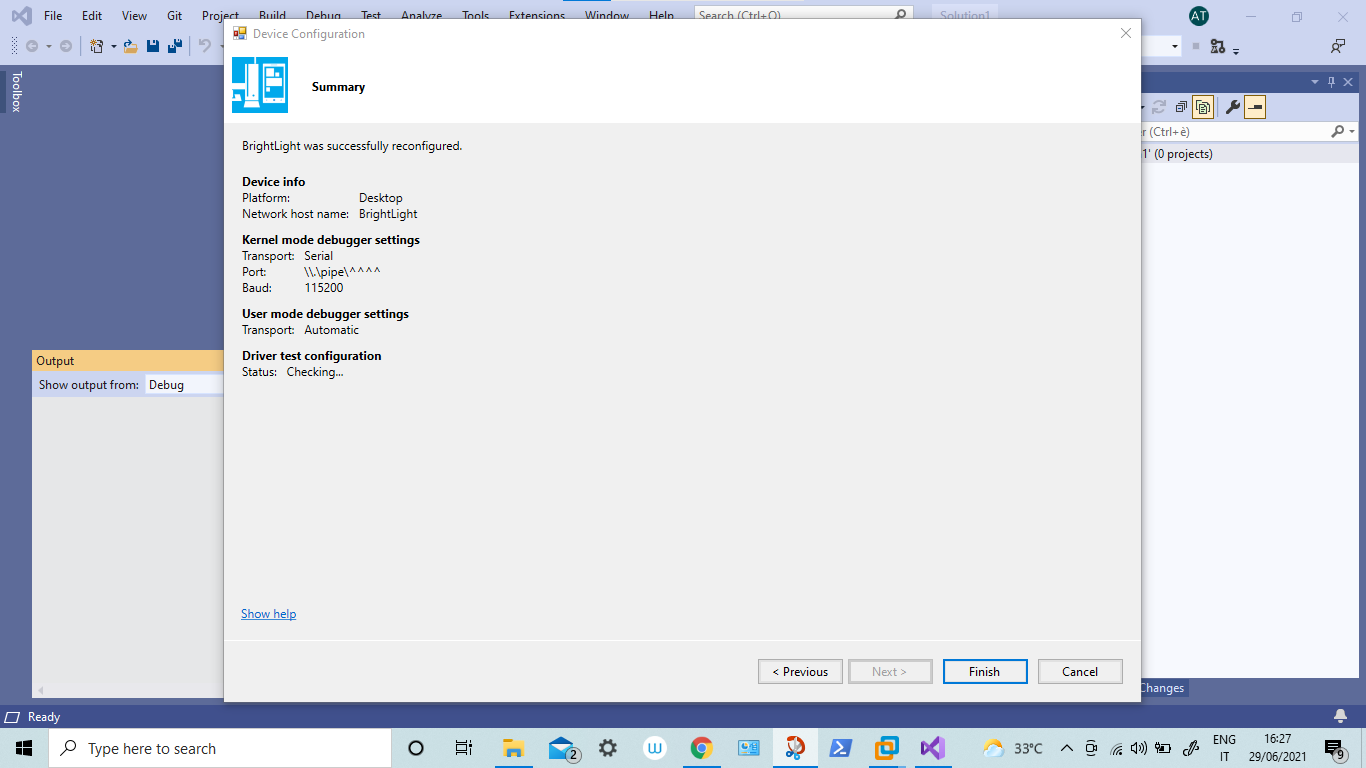 File Edit View Git Project Build Debug Test Analyze Tools Extensions Window Help Search (Ctrl+Q) Solution1 AT
Device Configuration
Toolbox
Summary
(Ctrl+è)
BrightLight was successfully reconfigured.
1' (0 projects)
Device info
Platform: Desktop
Network host name: BrightLight
Kernel mode debugger settings
Transport: Serial
Port: \\.\pipe\^^^^
Baud: 115200
User mode debugger settings
Transport: Automatic
Driver test configuration
Status: Checking...
Output
Show output from: Debug
Show help
< Previous Next > Finish Cancel
Changes
Ready
Type here to search 2 33°C ENG 16:27
IT 29/06/2021 9